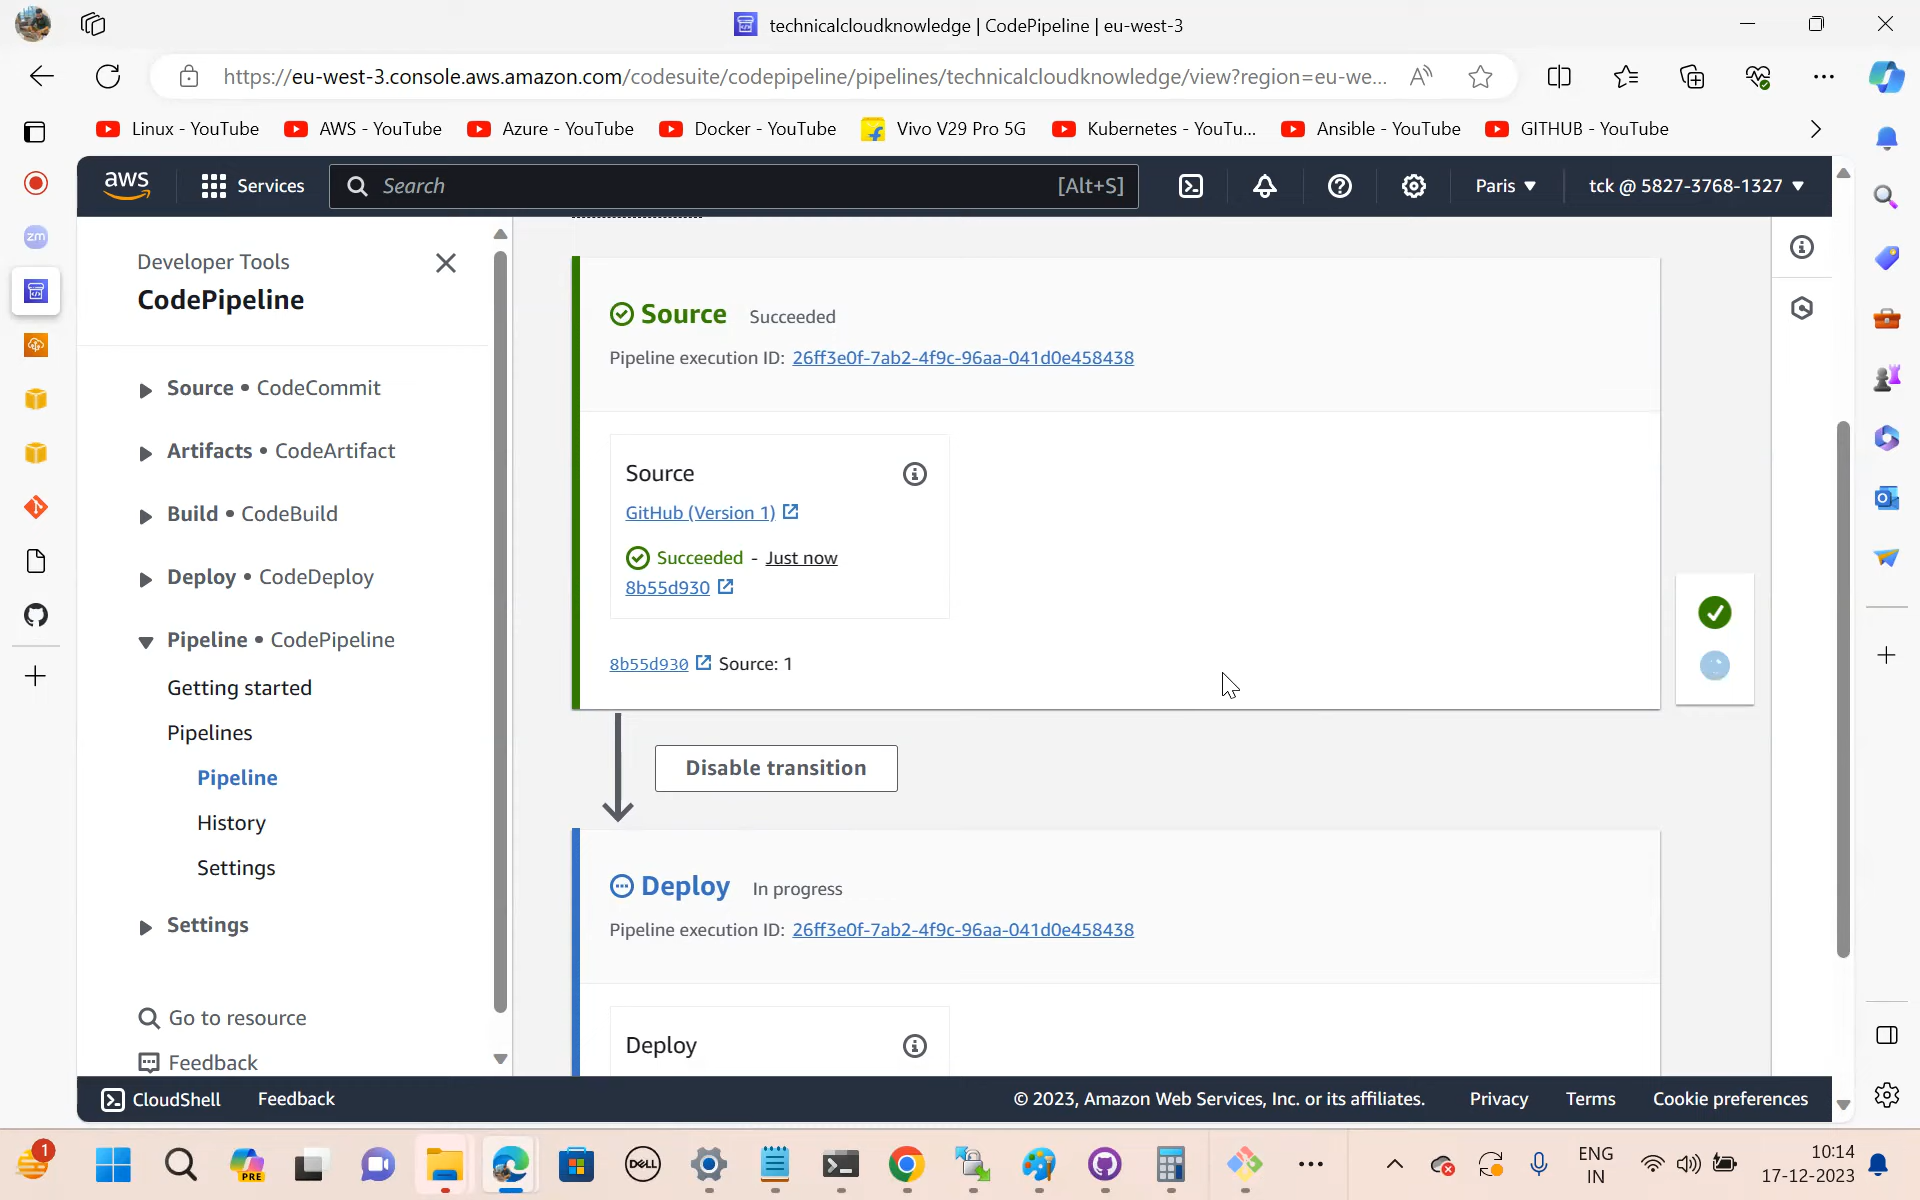 technicalcloudknowledge | CodePipeline | eu-west-3
https://eu-west-3.console.aws.amazon.com/codesuite/codepipeline/pipelines/technicalcloudknowledge/view?region=eu-we...
Linux - YouTube
AWS - YouTube
Azure - YouTube
Docker - YouTube
Vivo V29 Pro 5G
Kubernetes - YouTu...
Ansible - YouTube
GITHUB - YouTube
aws
Services
Search
[Alt+S]
Paris
tck @ 5827-3768-1327
zm
Developer Tools
CodePipeline
Source • CodeCommit
Artifacts • CodeArtifact
Build • CodeBuild
Deploy • CodeDeploy
Pipeline • CodePipeline
Getting started
Pipelines
Pipeline
History
Settings
Settings
Go to resource
Feedback
Source Succeeded
Pipeline execution ID: 26ff3e0f-7ab2-4f9c-96aa-041d0e458438
Source
GitHub (Version 1)
Succeeded - Just now
8b55d930
8b55d930 Source: 1
Disable transition
Deploy In progress
Pipeline execution ID: 26ff3e0f-7ab2-4f9c-96aa-041d0e458438
Deploy
CloudShell
Feedback
© 2023, Amazon Web Services, Inc. or its affiliates.
Privacy
Terms
Cookie preferences
1
PRE
DELL
ENG
IN
10:14
17-12-2023